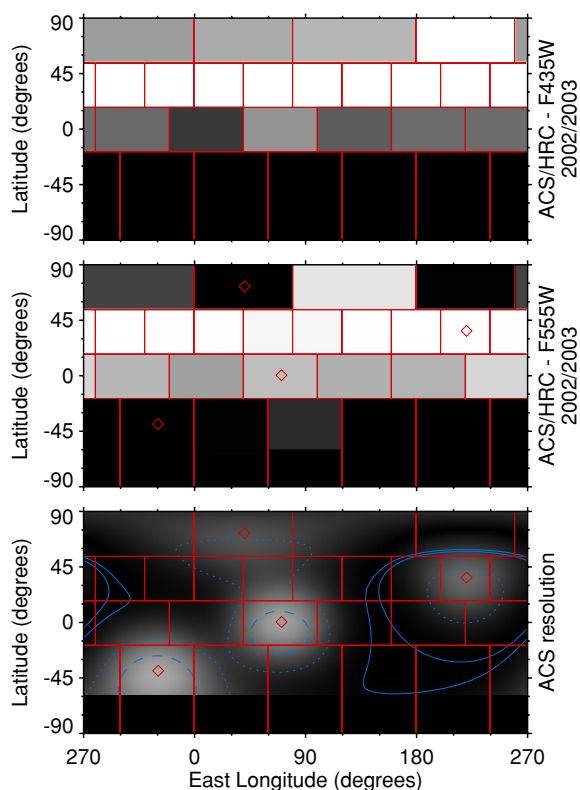 90
45
0
-45
-90
Latitude (degrees)
ACS/HRC - F435W
2002/2003
90
45
0
-45
-90
Latitude (degrees)
ACS/HRC - F555W
2002/2003
90
45
0
-45
-90
Latitude (degrees)
ACS resolution
270 0 90 180 270
East Longitude (degrees)